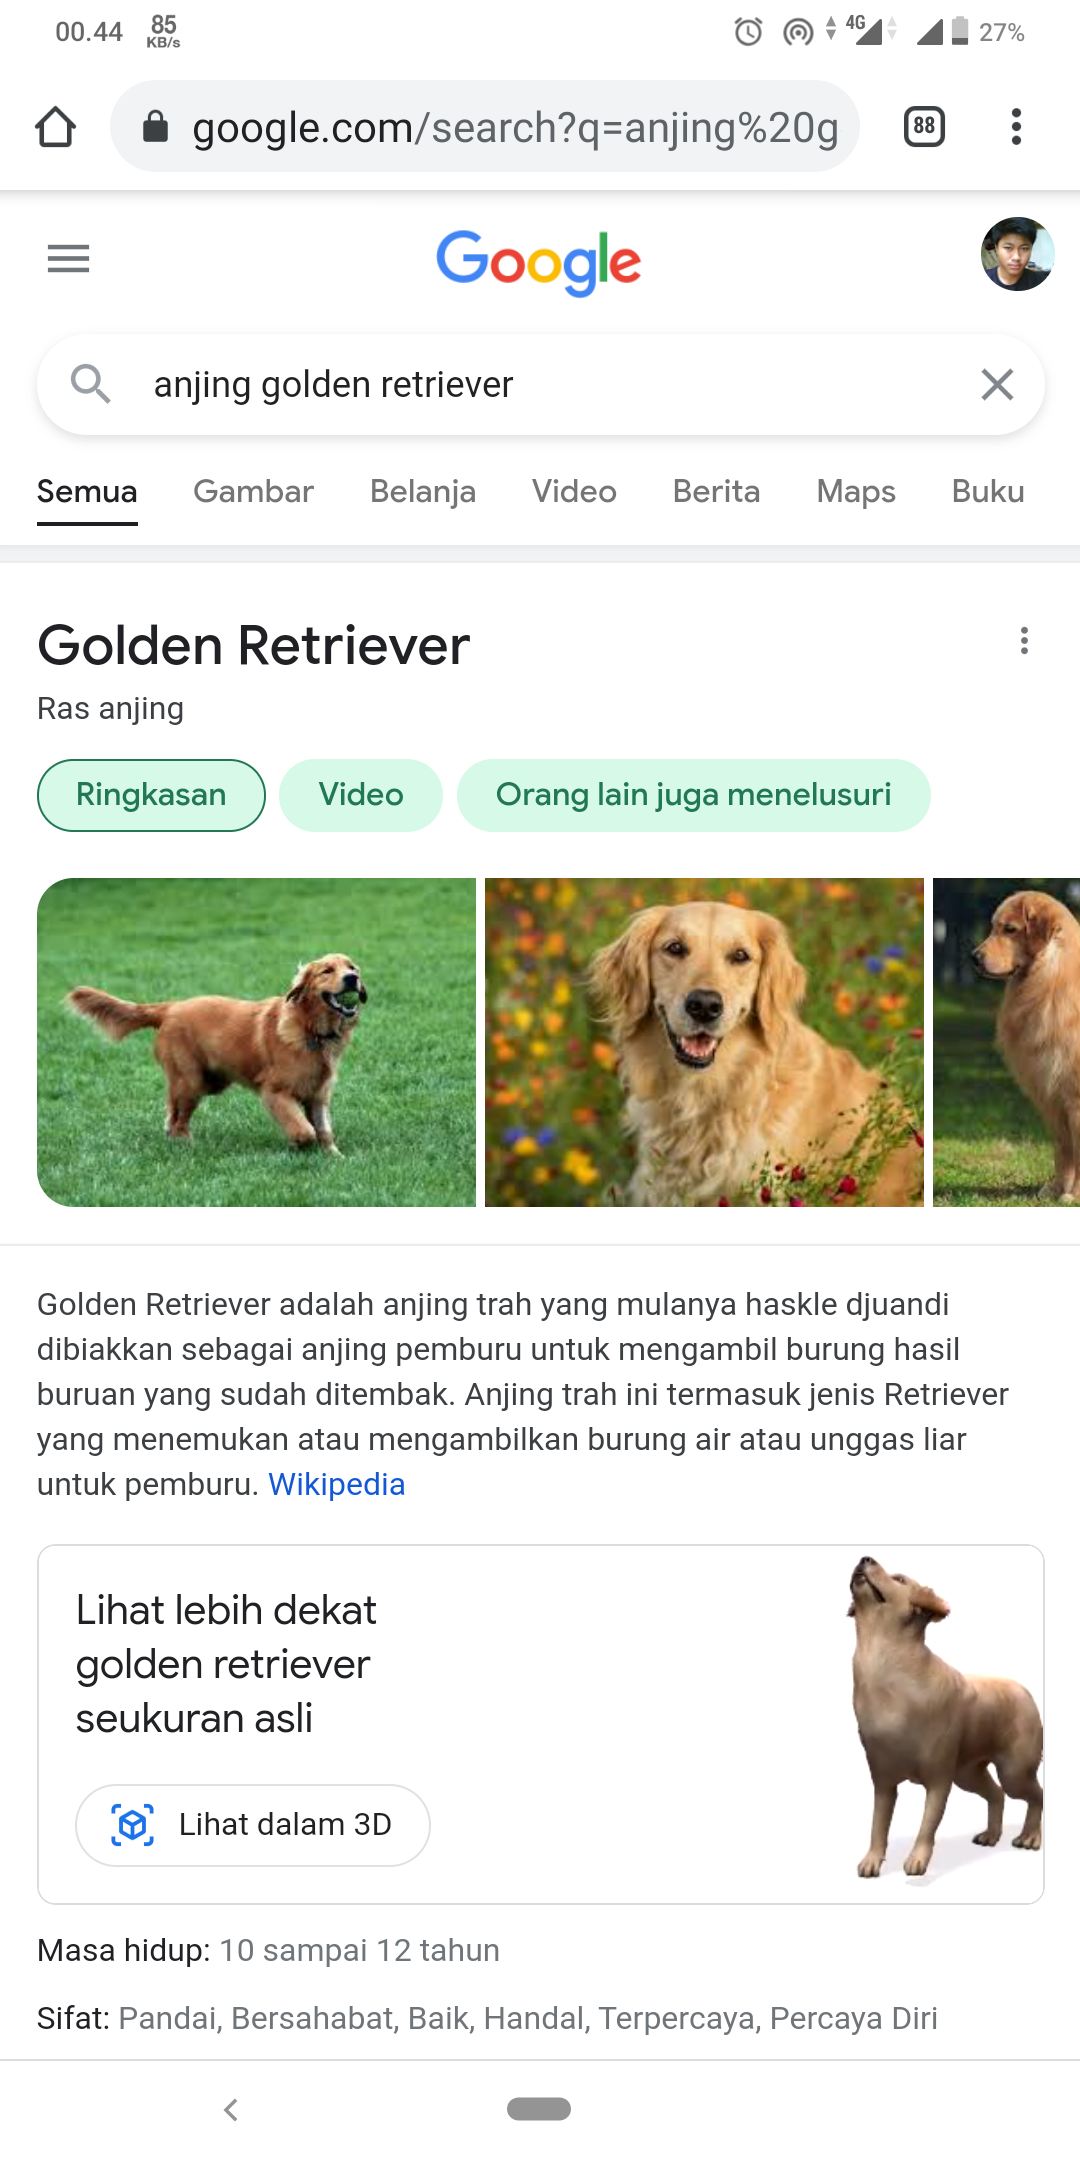 00.44 85 KB/s 4G 27%
google.com/search?q=anjing%20g 88
Google
anjing golden retriever
Semua Gambar Belanja Video Berita Maps Buku
Golden Retriever
Ras anjing
Ringkasan Video Orang lain juga menelusuri
Golden Retriever adalah anjing trah yang mulanya haskle djuandi
dibiakkan sebagai anjing pemburu untuk mengambil burung hasil
buruan yang sudah ditembak. Anjing trah ini termasuk jenis Retriever
yang menemukan atau mengambilkan burung air atau unggas liar
untuk pemburu. Wikipedia
Lihat lebih dekat
golden retriever
seukuran asli
Lihat dalam 3D
Masa hidup: 10 sampai 12 tahun
Sifat: Pandai, Bersahabat, Baik, Handal, Terpercaya, Percaya Diri